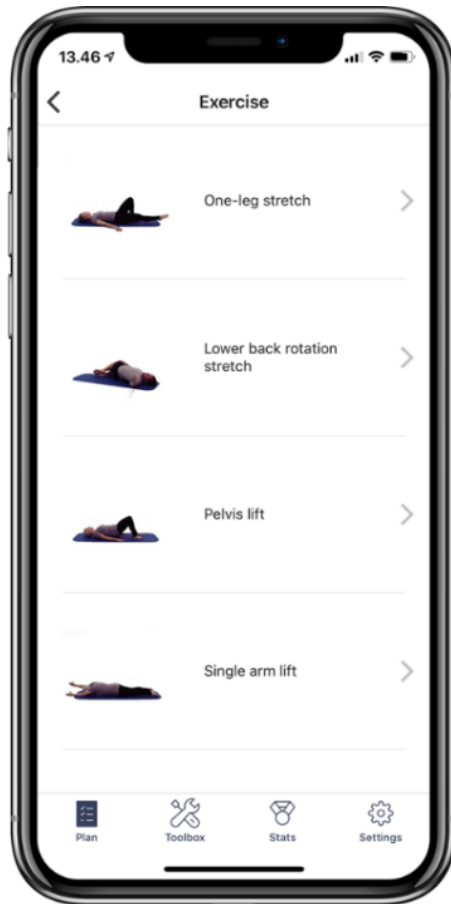 13.46
Exercise
One-leg stretch
Lower back rotation
stretch
Pelvis lift
Single arm lift
Plan
Toolbox
Stats
Settings